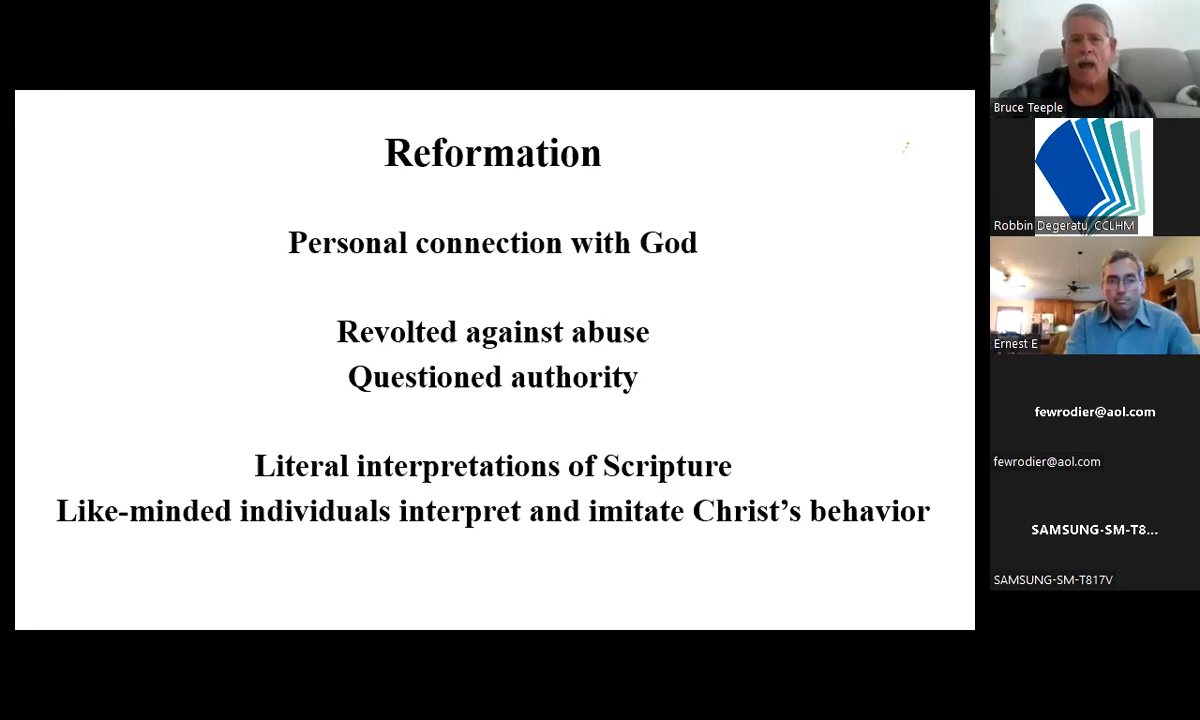 Reformation
Personal connection with God
Revolted against abuse
Questioned authority
Literal interpretations of Scripture
Like-minded individuals interpret and imitate Christ’s behavior
Bruce Teeple
Robbin Degeratu, CCLHM
Ernest E
fewrodier@aol.com
fewrodier@aol.com
SAMSUNG-SM-T8...
SAMSUNG-SM-T817V